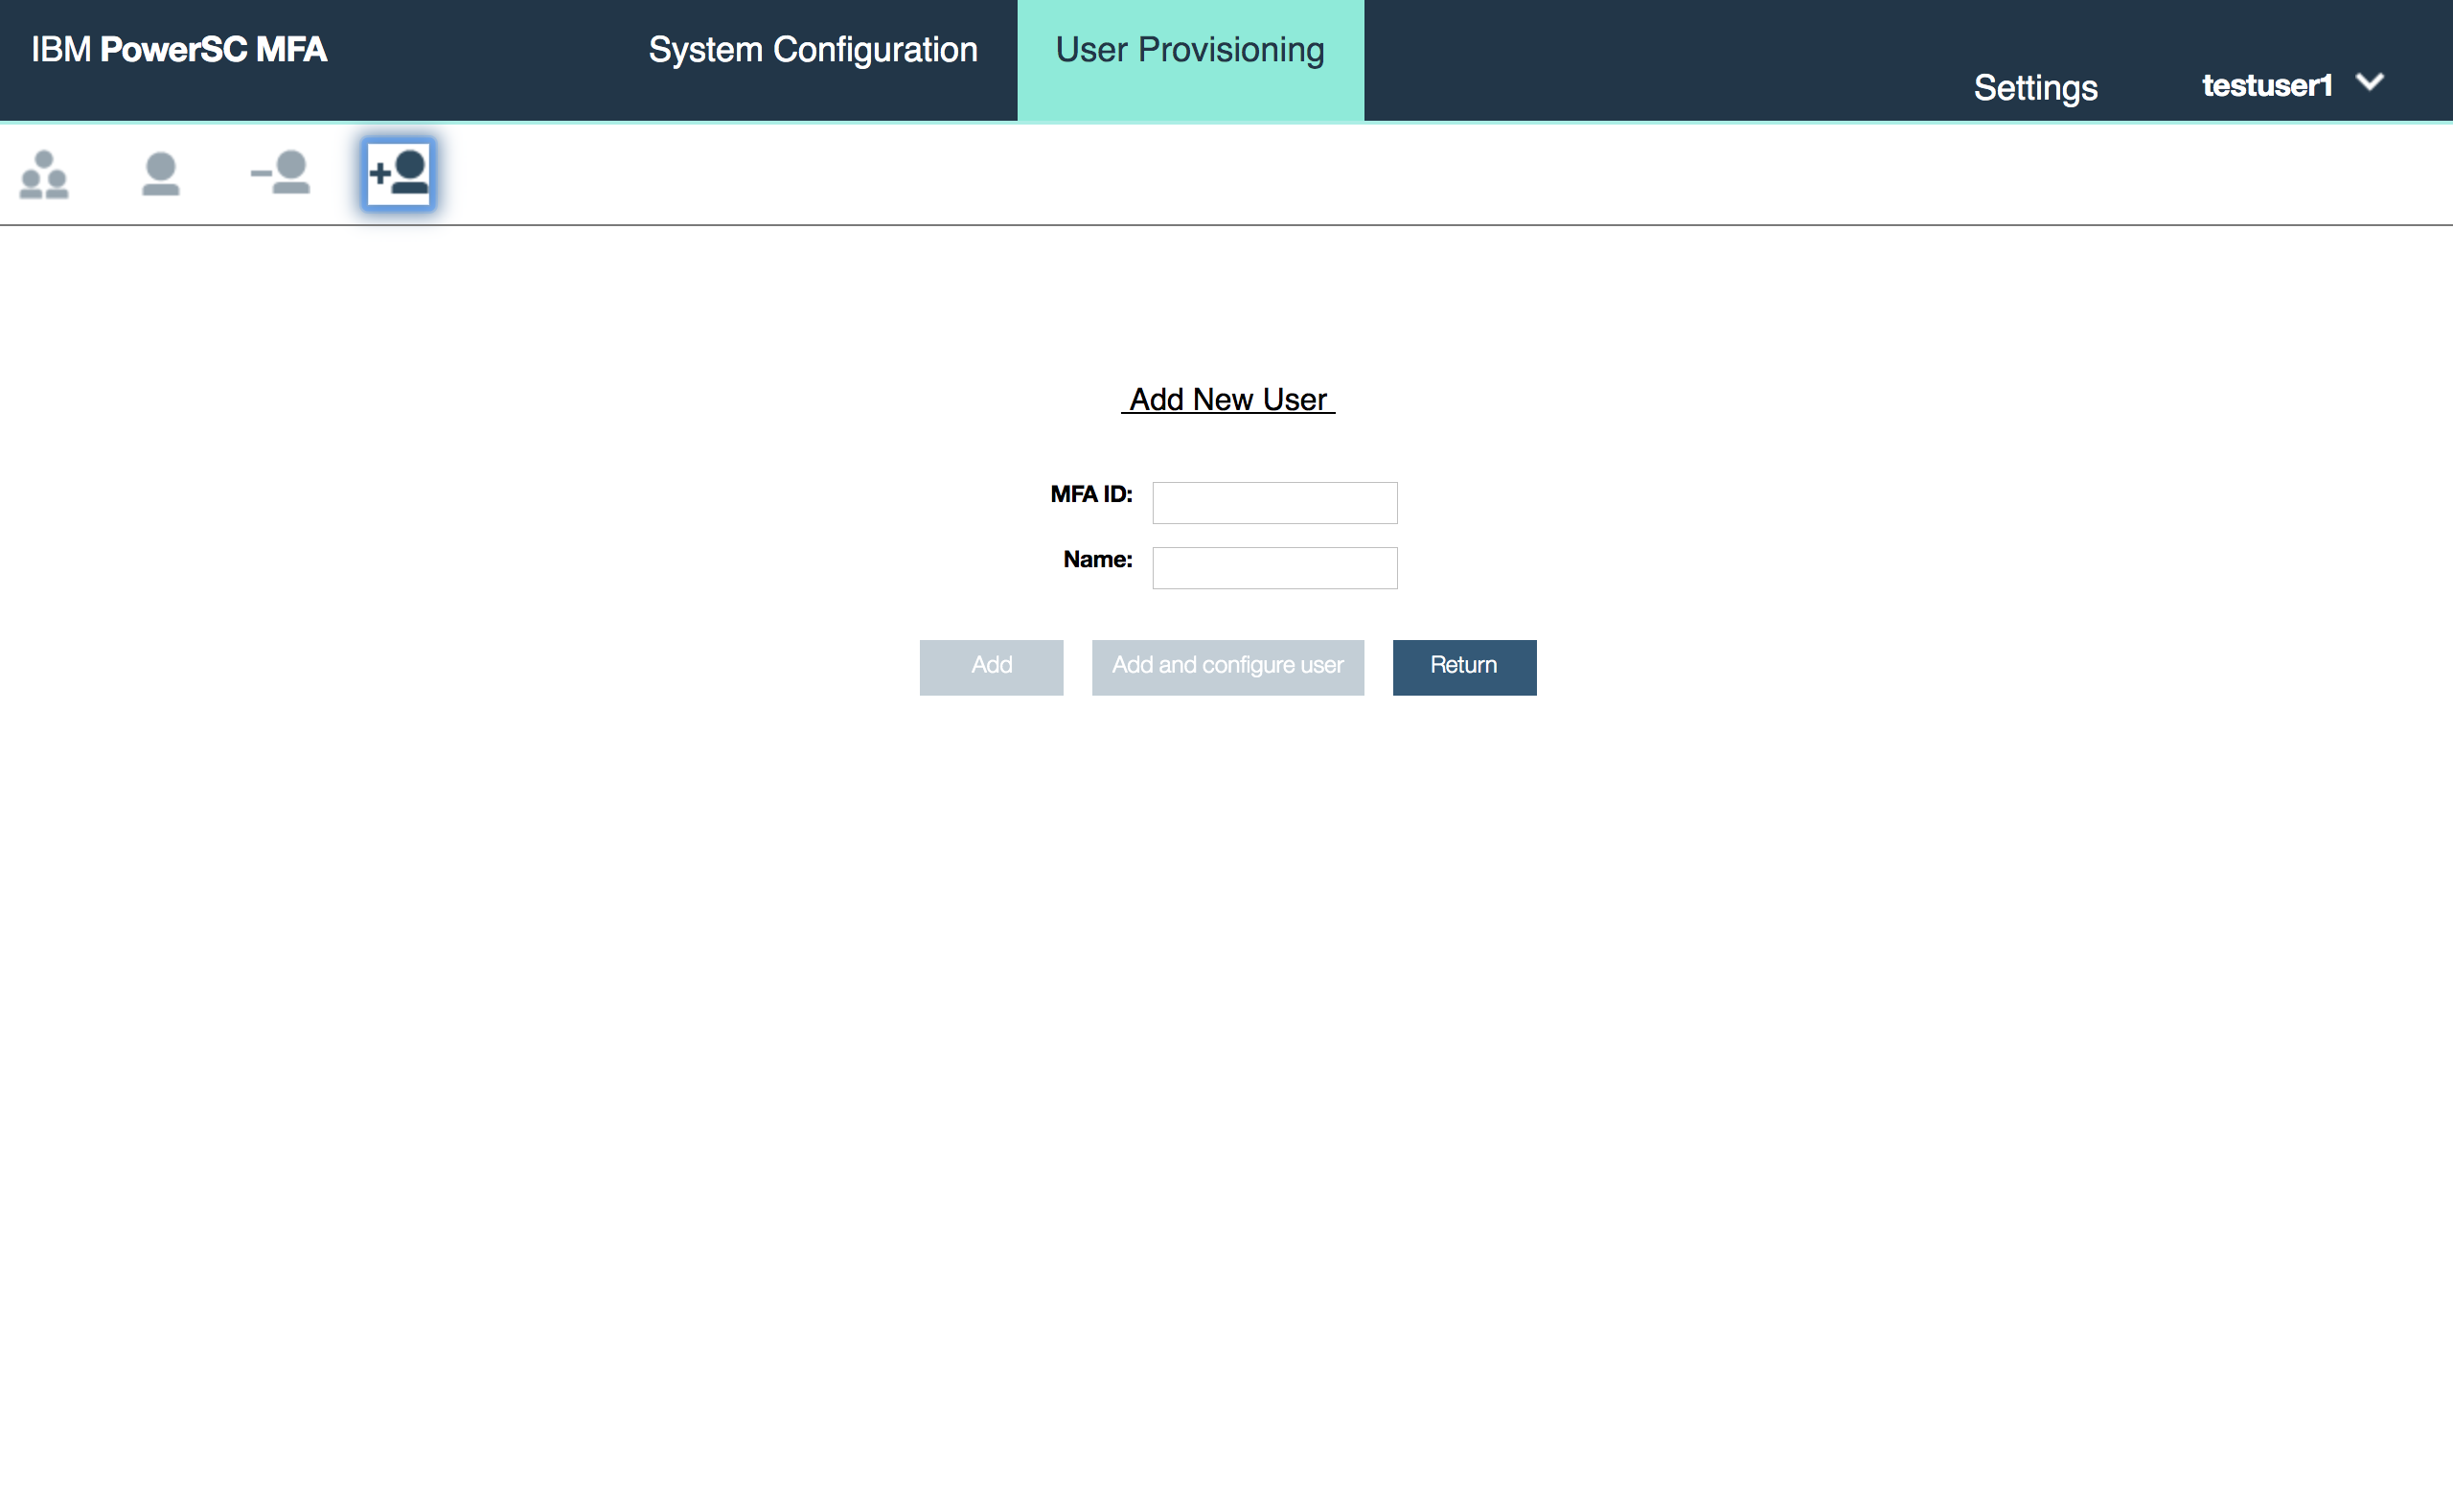 IBM PowerSC MFA
System Configuration
User Provisioning
Settings
testuser1
Add New User
MFA ID:
Name:
Add
Add and configure user
Return